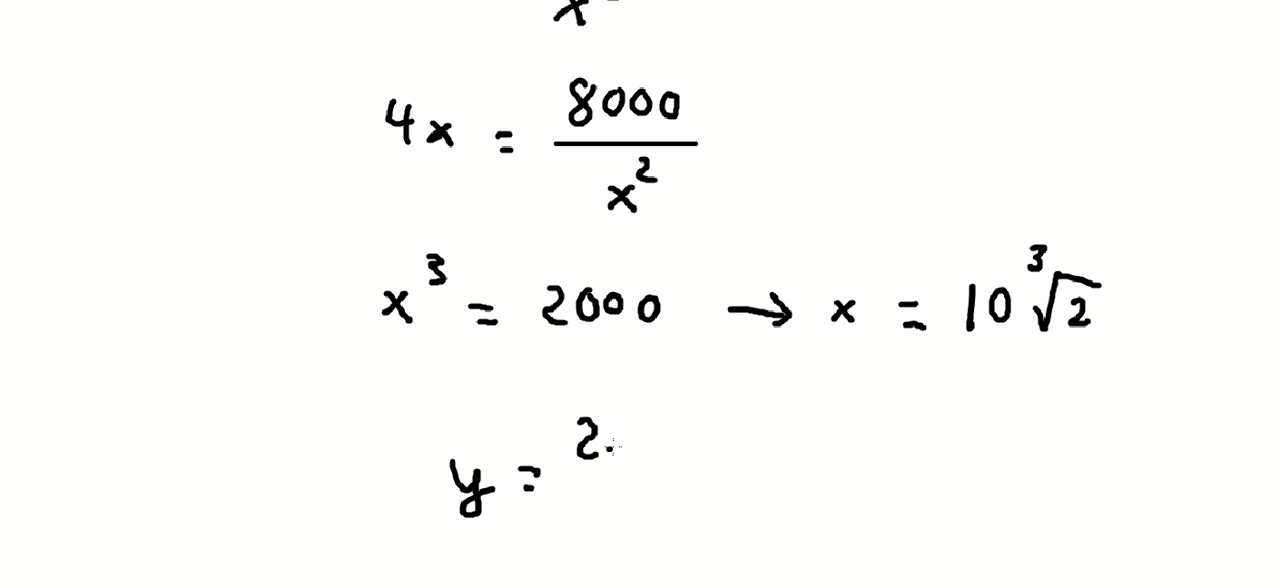 4x = 8000 / x²
x³ = 2000 → x = 10 ∛2
y = 2.